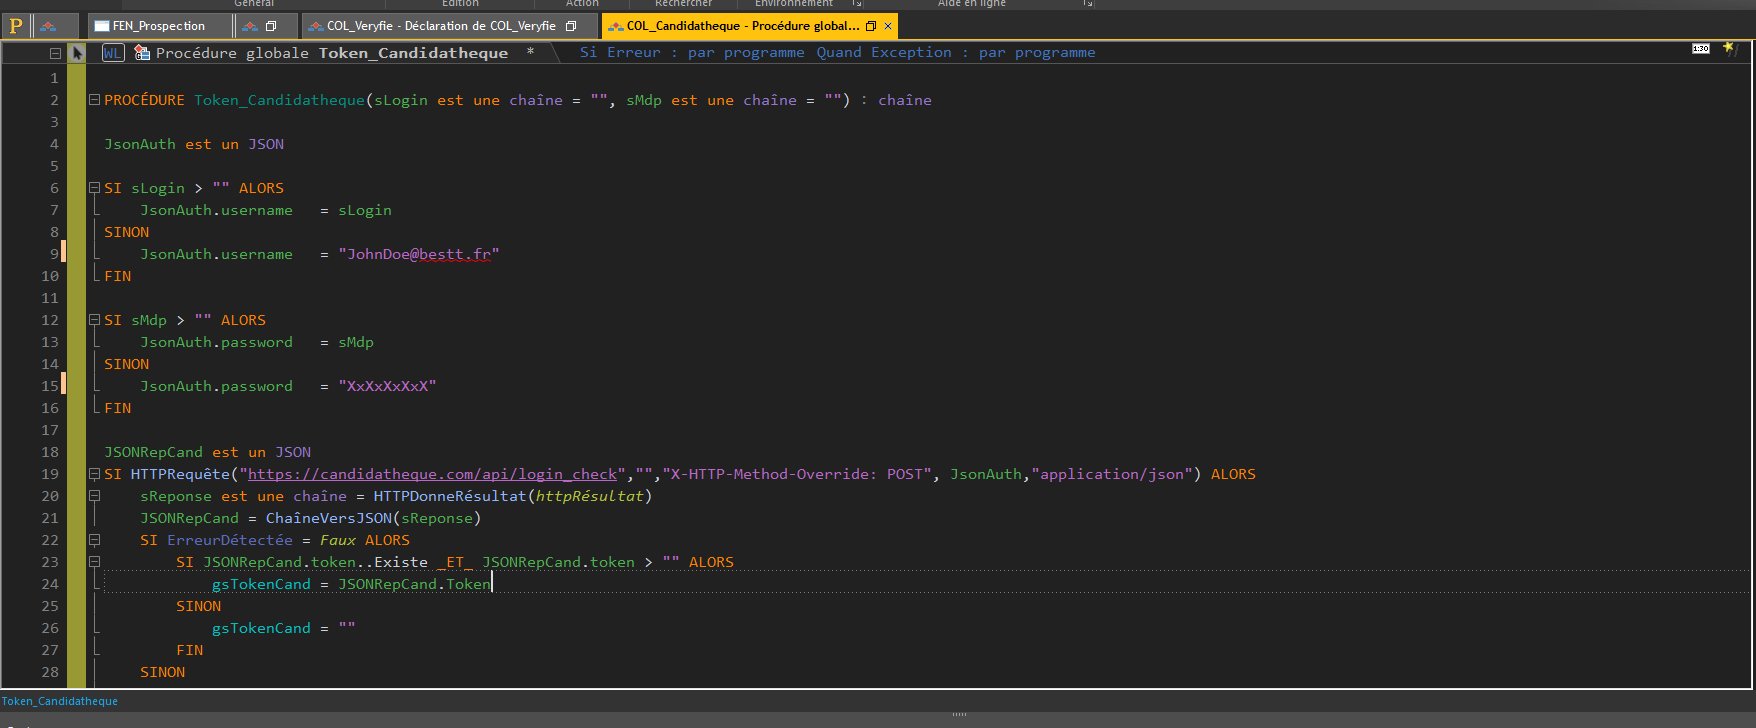 Général Edition Action Rechercher Environnement Aide en ligne
P FEN_Prospection COL_Veryfie - Déclaration de COL_Veryfie COL_Candidatheque - Procédure global... ×
WL Procédure globale Token_Candidatheque * Si Erreur : par programme Quand Exception : par programme 1:30
1
2 PROCÉDURE Token_Candidatheque(sLogin est une chaîne = "", sMdp est une chaîne = "") : chaîne
3
4 JsonAuth est un JSON
5
6 SI sLogin > "" ALORS
7 JsonAuth.username = sLogin
8 SINON
9 JsonAuth.username = "JohnDoe@bestt.fr"
10 FIN
11
12 SI sMdp > "" ALORS
13 JsonAuth.password = sMdp
14 SINON
15 JsonAuth.password = "XxXxXxXxX"
16 FIN
17
18 JSONRepCand est un JSON
19 SI HTTPRequête("https://candidatheque.com/api/login_check","","X-HTTP-Method-Override: POST", JsonAuth,"application/json") ALORS
20 sReponse est une chaîne = HTTPDonneRésultat(httpRésultat)
21 JSONRepCand = ChaîneVersJSON(sReponse)
22 SI ErreurDétectée = Faux ALORS
23 SI JSONRepCand.token..Existe _ET_ JSONRepCand.token > "" ALORS
24 gsTokenCand = JSONRepCand.Token
25 SINON
26 gsTokenCand = ""
27 FIN
28 SINON
Token_Candidatheque